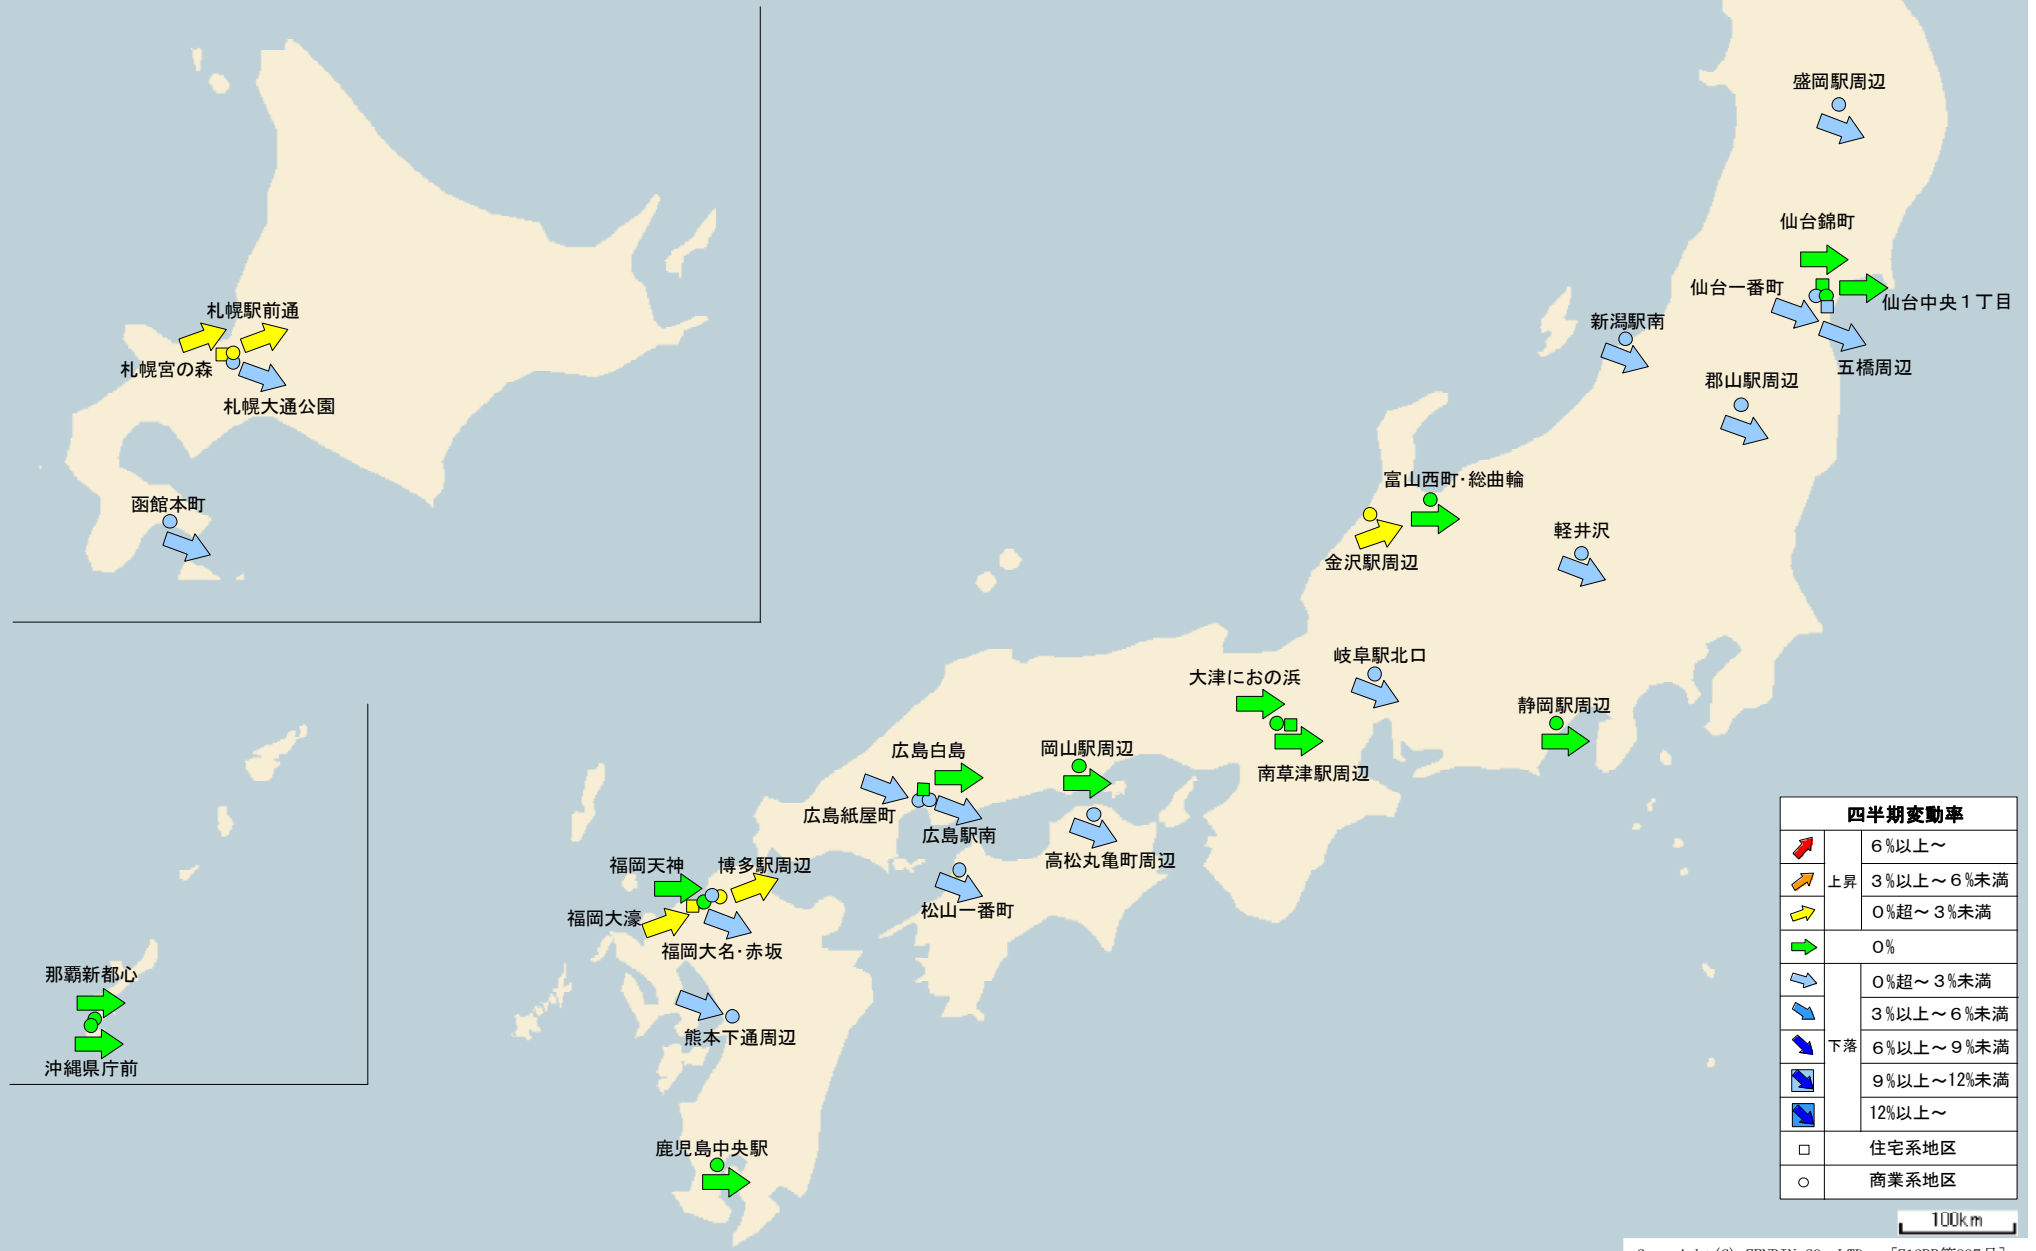 盛岡駅周辺
仙台錦町
仙台一番町
仙台中央１丁目
新潟駅南
五橋周辺
郡山駅周辺
札幌駅前通
札幌宮の森
札幌大通公園
函館本町
富山西町･総曲輪
金沢駅周辺
軽井沢
岐阜駅北口
大津におの浜
静岡駅周辺
南草津駅周辺
広島白島
岡山駅周辺
広島紙屋町
広島駅南
高松丸亀町周辺
福岡天神
博多駅周辺
松山一番町
福岡大濠
福岡大名･赤坂
那覇新都心
熊本下通周辺
沖縄県庁前
鹿児島中央駅
四半期変動率
上昇
６%以上～
３%以上～６%未満
０%超～３%未満
０%
下落
０%超～３%未満
３%以上～６%未満
６%以上～９%未満
９%以上～12%未満
12%以上～
住宅系地区
商業系地区
100km